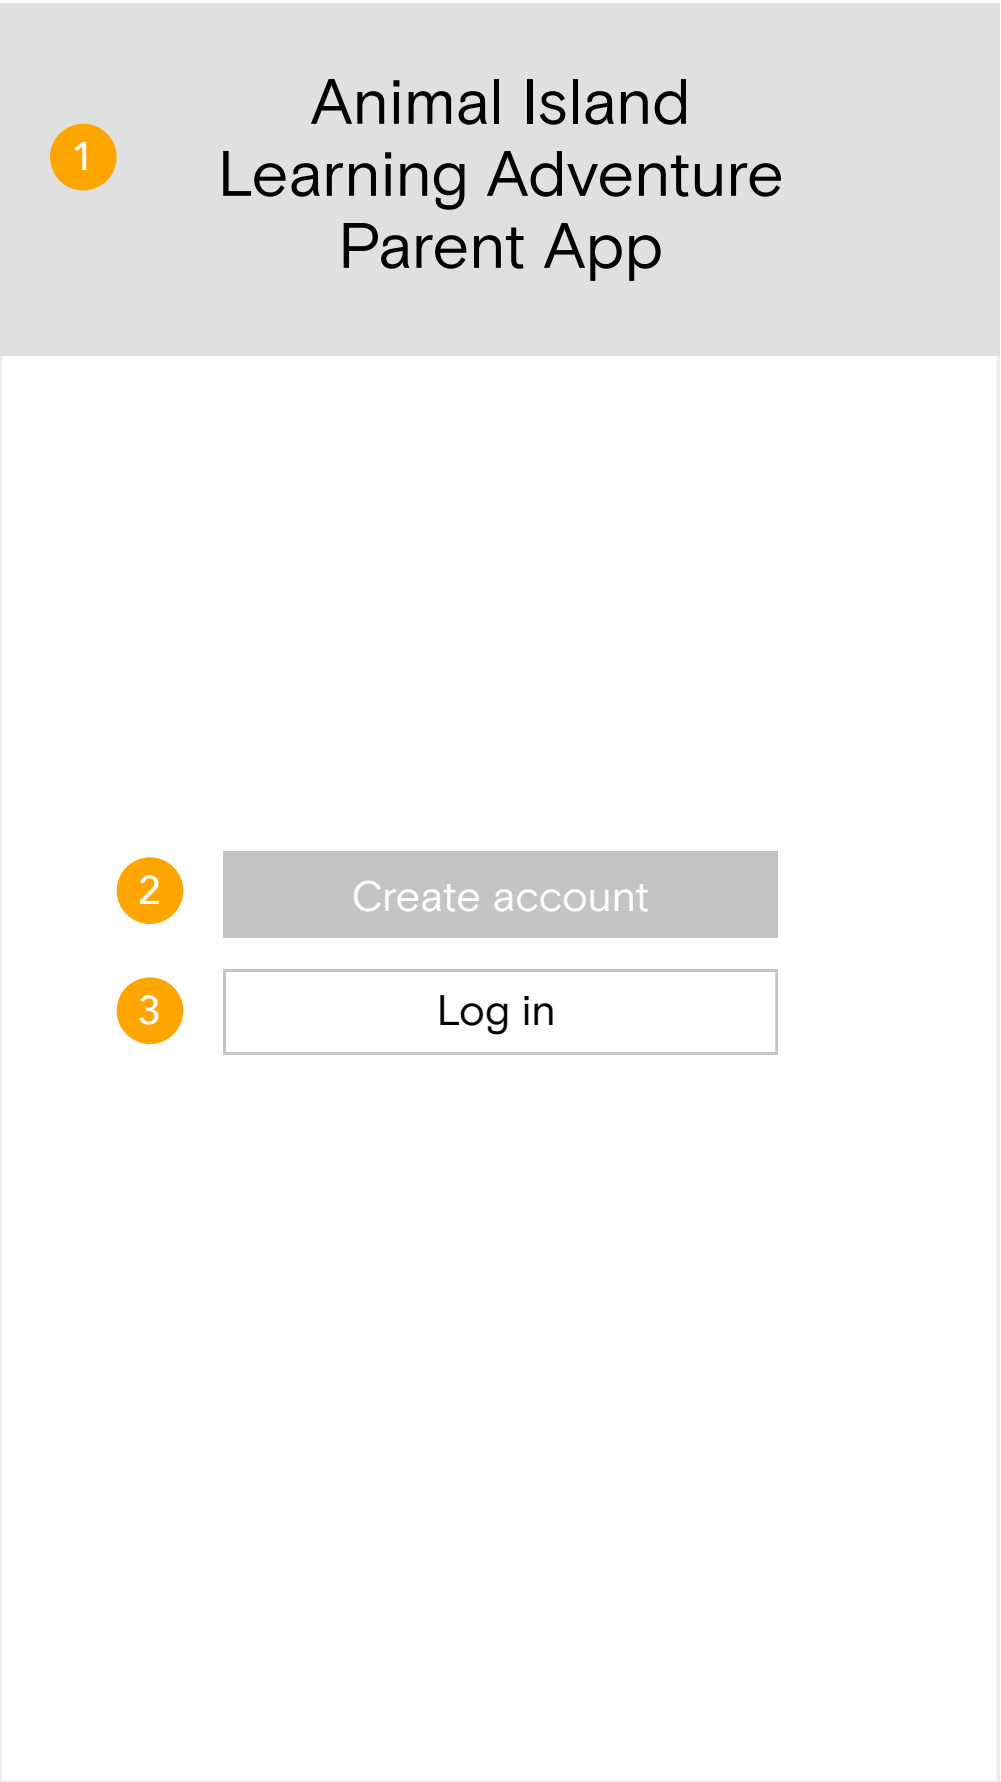 Animal Island
1
Learning Adventure
Parent App
2
Create account
3
Log in